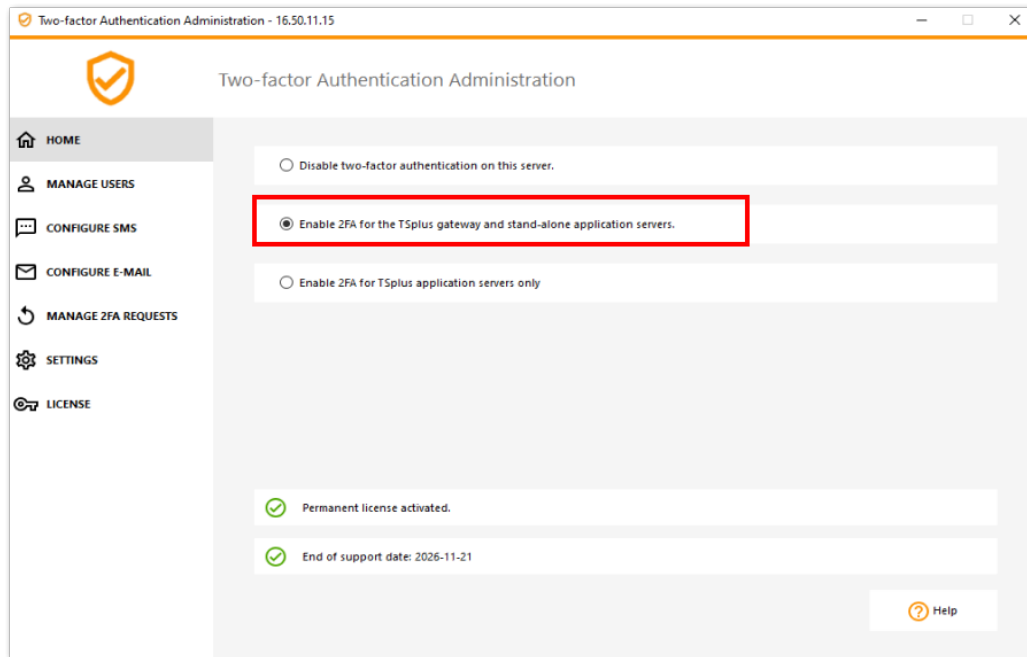 Two-factor Authentication Administration - 16.50.11.15
Two-factor Authentication Administration
HOME
MANAGE USERS
CONFIGURE SMS
CONFIGURE E-MAIL
MANAGE 2FA REQUESTS
SETTINGS
LICENSE
Disable two-factor authentication on this server.
Enable 2FA for the TSplus gateway and stand-alone application servers.
Enable 2FA for TSplus application servers only
Permanent license activated.
End of support date: 2026-11-21
Help